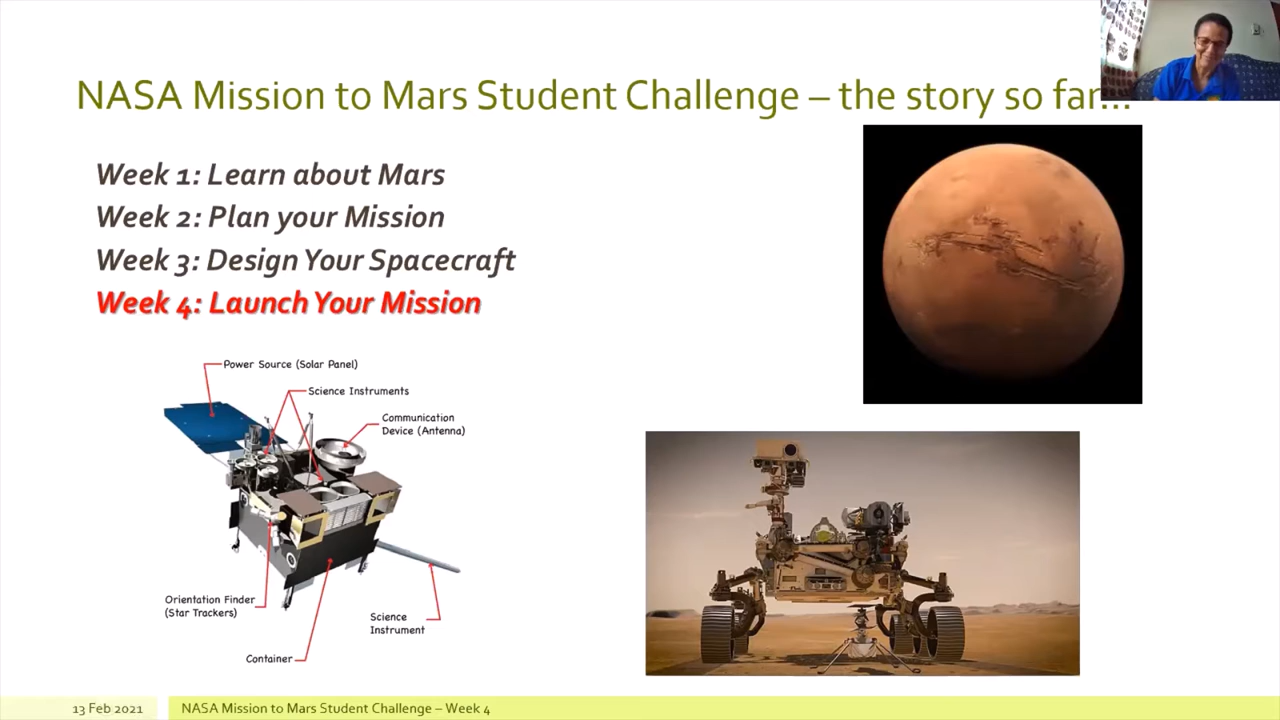 NASA Mission to Mars Student Challenge – the story so far...
Week 1: Learn about Mars
Week 2: Plan your Mission
Week 3: Design Your Spacecraft
Week 4: Launch Your Mission
Power Source (Solar Panel)
Science Instruments
Communication
Device (Antenna)
Orientation Finder
(Star Trackers)
Science
Instrument
Container
13 Feb 2021
NASA Mission to Mars Student Challenge – Week 4